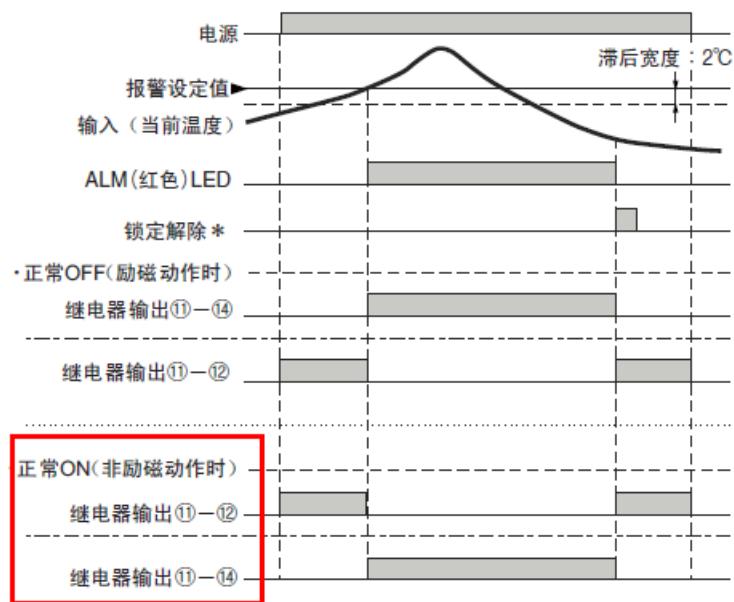 电源
滞后宽度：2℃
报警设定值
输入（当前温度）
ALM(红色)LED
锁定解除＊
·正常OFF(励磁动作时)
继电器输出⑪－⑭
继电器输出⑪－⑫
正常ON(非励磁动作时)
继电器输出⑪－⑫
继电器输出⑪－⑭